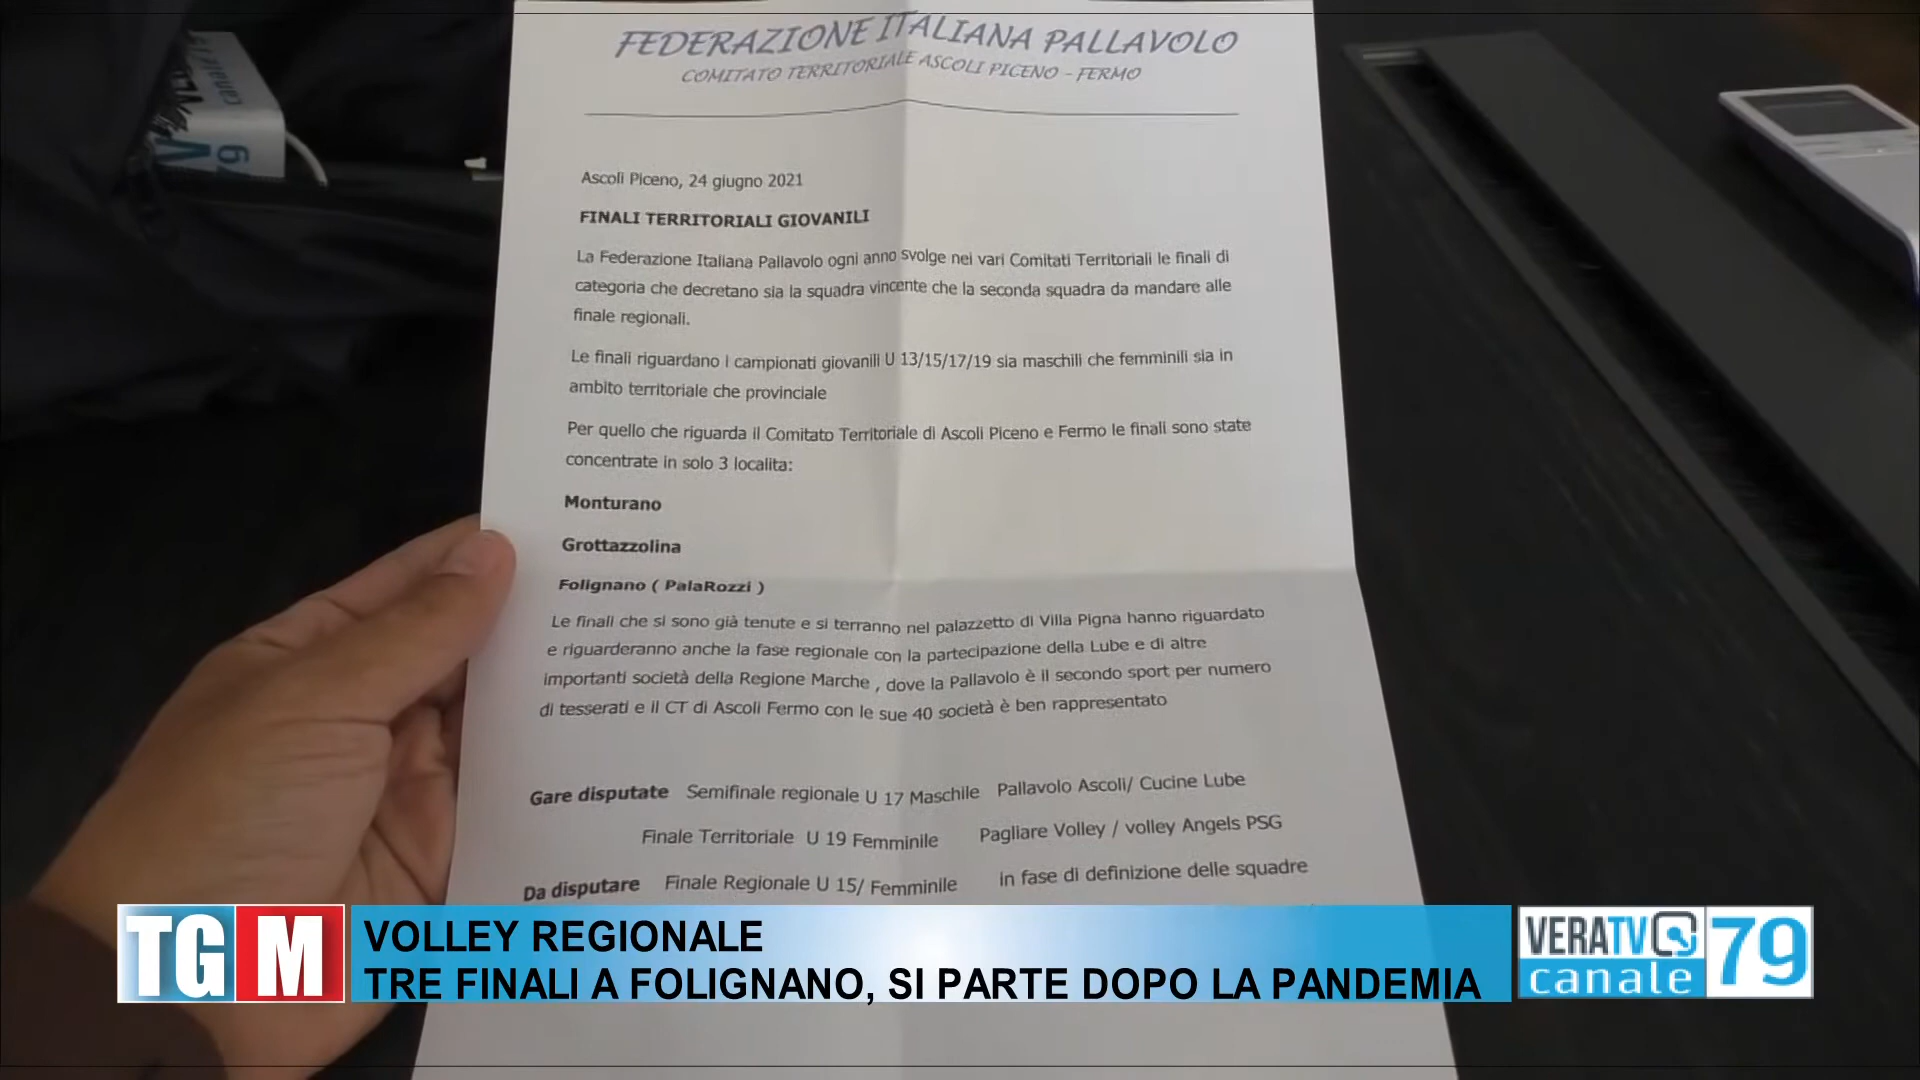 FEDERAZIONE ITALIANA PALLAVOLO
COMITATO TERRITORIALE ASCOLI PICENO - FERMO
canale
79
Ascoli Piceno, 24 giugno 2021
FINALI TERRITORIALI GIOVANILI
La Federazione Italiana Pallavolo ogni anno svolge nei vari Comitati Territoriali le finali di
categoria che decretano sia la squadra vincente che la seconda squadra da mandare alle
finale regionali.
Le finali riguardano i campionati giovanili U 13/15/17/19 sia maschili che femminili sia in
ambito territoriale che provinciale
Per quello che riguarda il Comitato Territoriale di Ascoli Piceno e Fermo le finali sono state
concentrate in solo 3 localita:
Monturano
Grottazzolina
Folignano ( PalaRozzi )
Le finali che si sono già tenute e si terranno nel palazzetto di Villa Pigna hanno riguardato
e riguarderanno anche la fase regionale con la partecipazione della Lube e di altre
importanti società della Regione Marche , dove la Pallavolo è il secondo sport per numero
di tesserati e il CT di Ascoli Fermo con le sue 40 società è ben rappresentato
Gare disputate Semifinale regionale U 17 Maschile Pallavolo Ascoli/ Cucine Lube
Finale Territoriale U 19 Femminile Pagliare Volley / volley Angels PSG
Da disputare Finale Regionale U 15/ Femminile in fase di definizione delle squadre
TG M
VOLLEY REGIONALE
TRE FINALI A FOLIGNANO, SI PARTE DOPO LA PANDEMIA
VERATV
canale
79